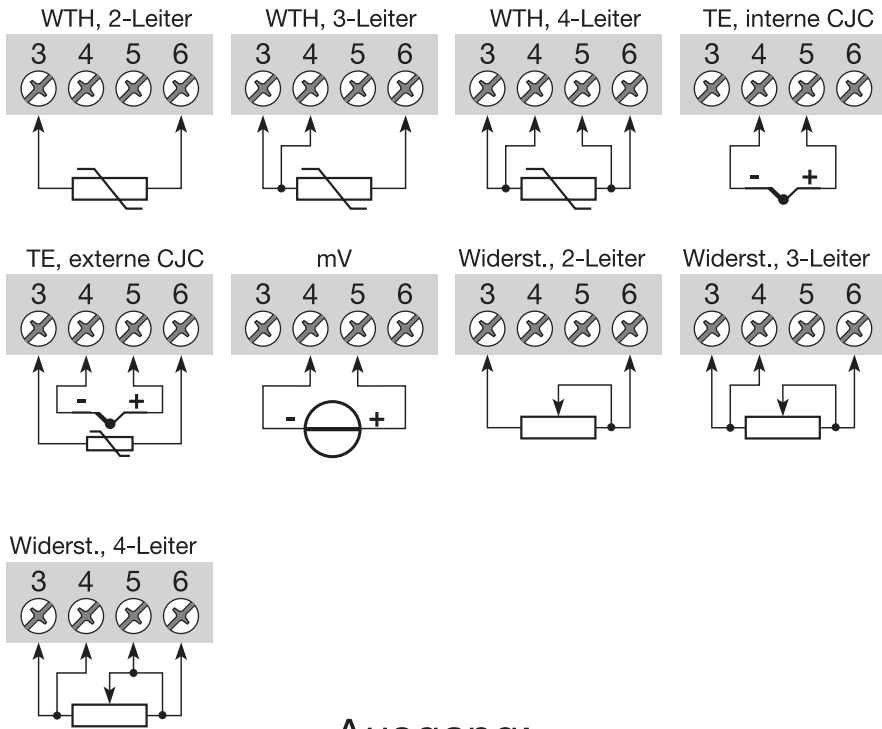 WTH, 2-Leiter
3 4 5 6
WTH, 3-Leiter
3 4 5 6
WTH, 4-Leiter
3 4 5 6
TE, interne CJC
3 4 5 6
- +
TE, externe CJC
3 4 5 6
- +
mV
3 4 5 6
- +
Widerst., 2-Leiter
3 4 5 6
Widerst., 3-Leiter
3 4 5 6
Widerst., 4-Leiter
3 4 5 6